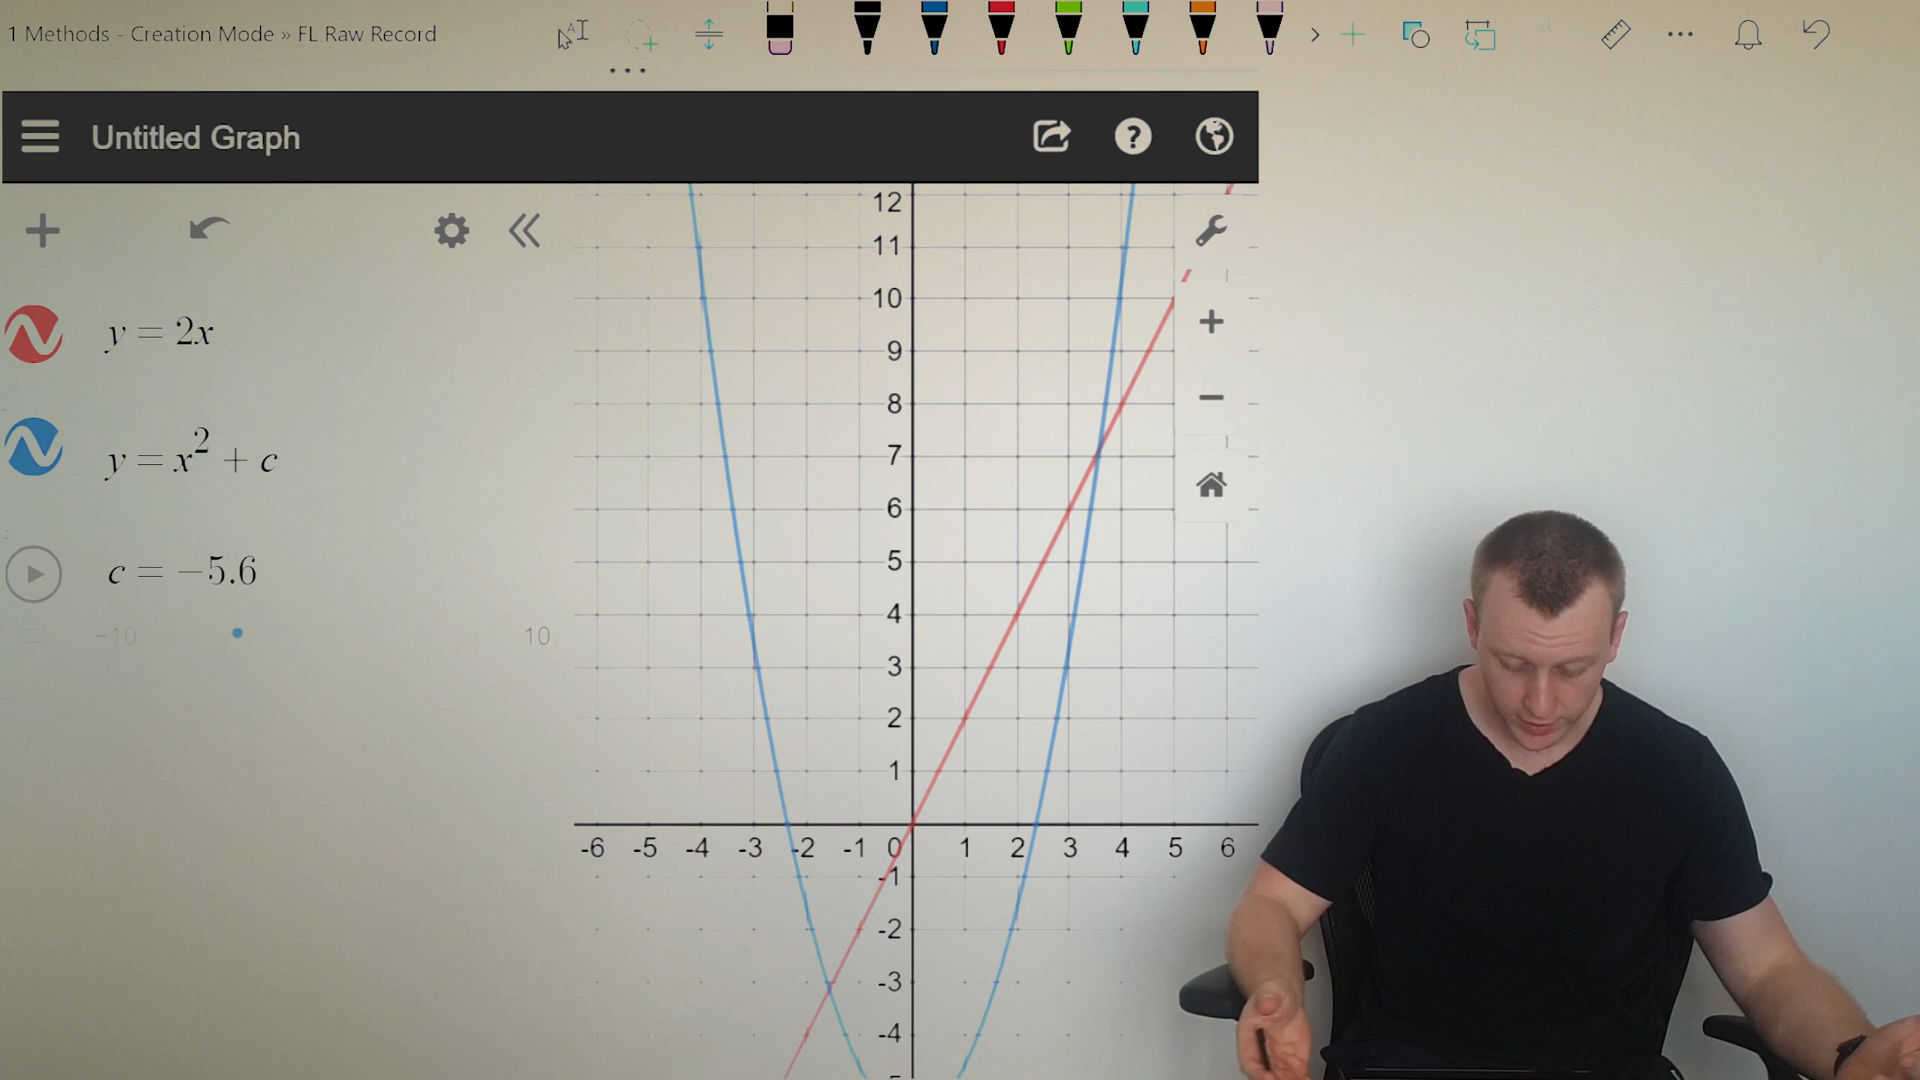 1 Methods - Creation Mode » FL Raw Record
Untitled Graph
y = 2x
y = x² + c
c = −5.6
−10 10
12
11
10
9
8
7
6
5
4
3
2
1
-6 -5 -4 -3 -2 -1 0 1 2 3 4 5 6
-1
-2
-3
-4